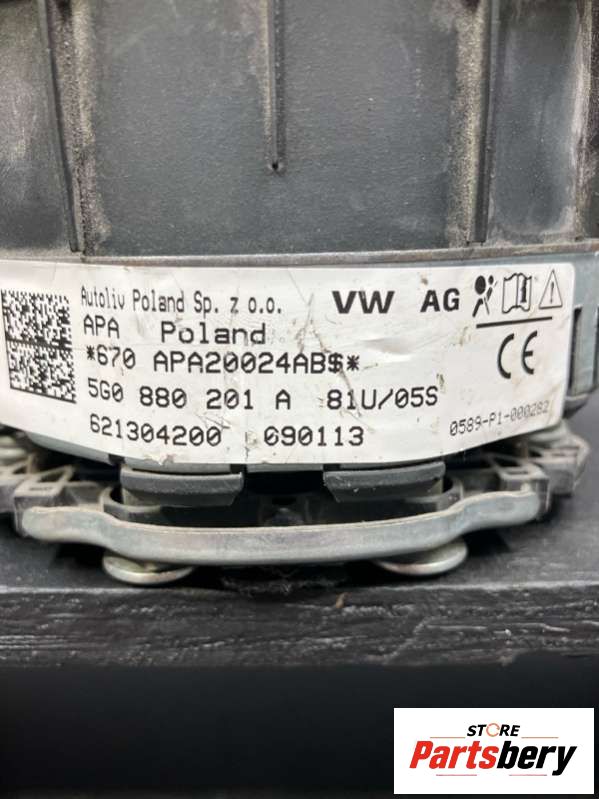 Autoliv Poland Sp. z o.o. VW AG
APA Poland
*670 APA20024AB$* CE
5G0 880 201 A 81U/05S
621304200 690113 0589-P1-000282
STORE
Partsbery